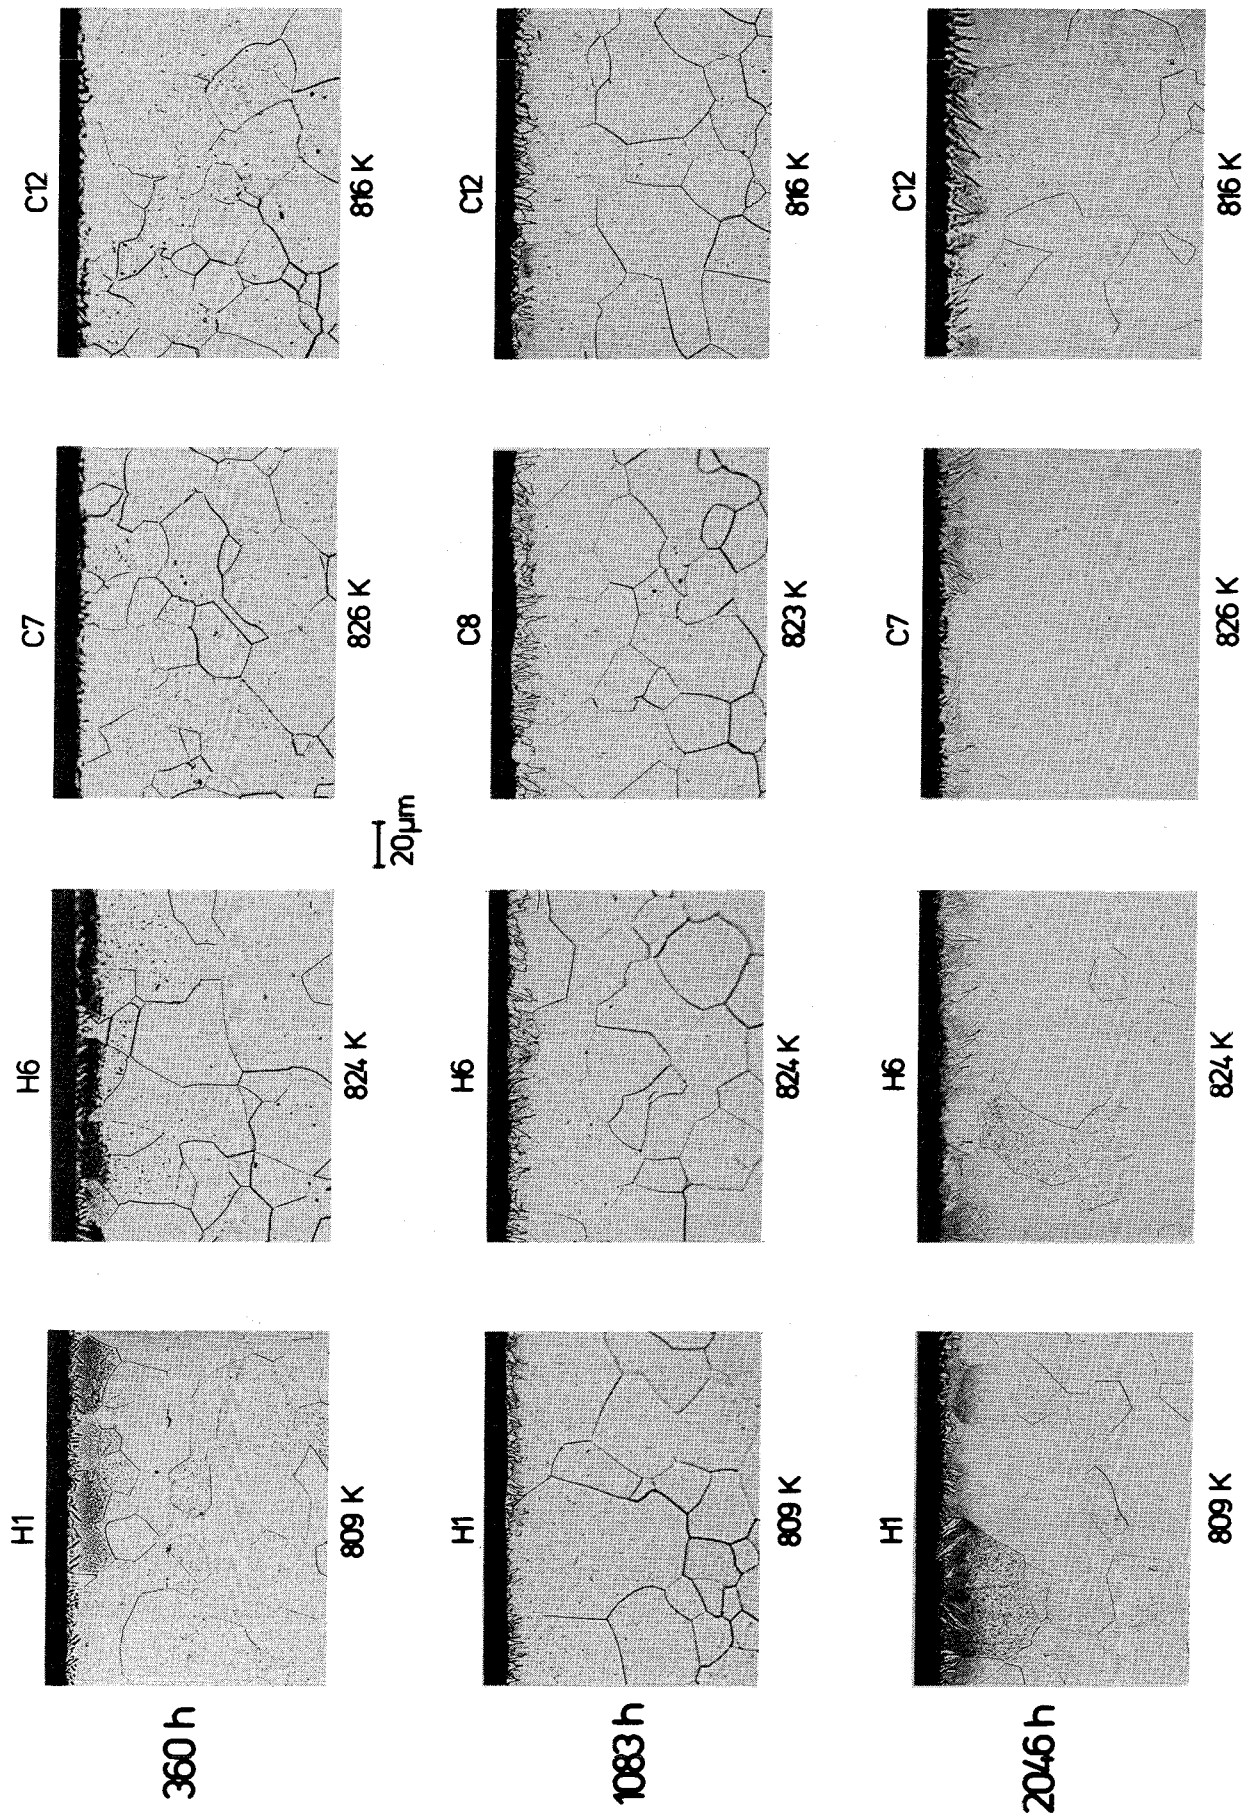 H1 H6 C7 C12
360 h
809 K 824 K 826 K 816 K
20µm
H1 H6 C8 C12
1083 h
809 K 824 K 823 K 816 K
H1 H6 C7 C12
2046 h
809 K 824 K 826 K 816 K